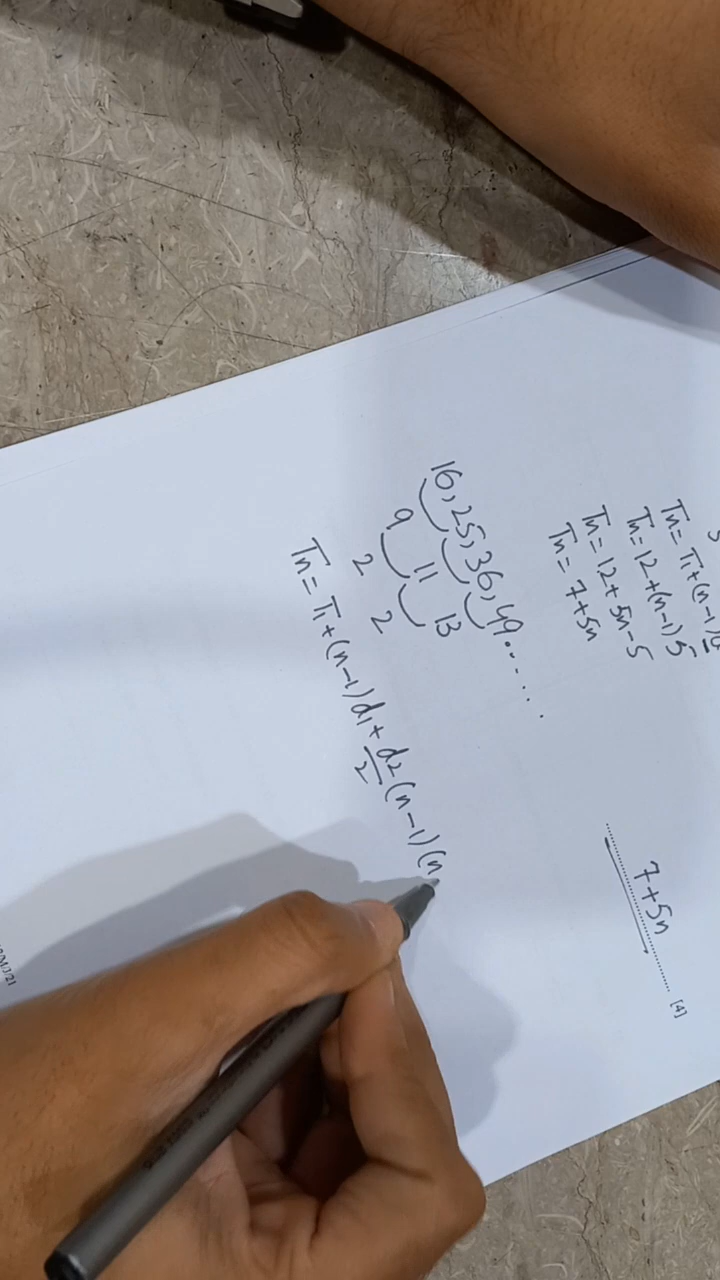 Tn = T1 + (n-1)d
Tn = 12 + (n-1)5
Tn = 12 + 5n - 5
Tn = 7 + 5n
7+5n
[4]
16, 25, 36, 49......
9 11 13
2 2
Tn = T1 + (n-1)d1 + d2/2 (n-1)(n